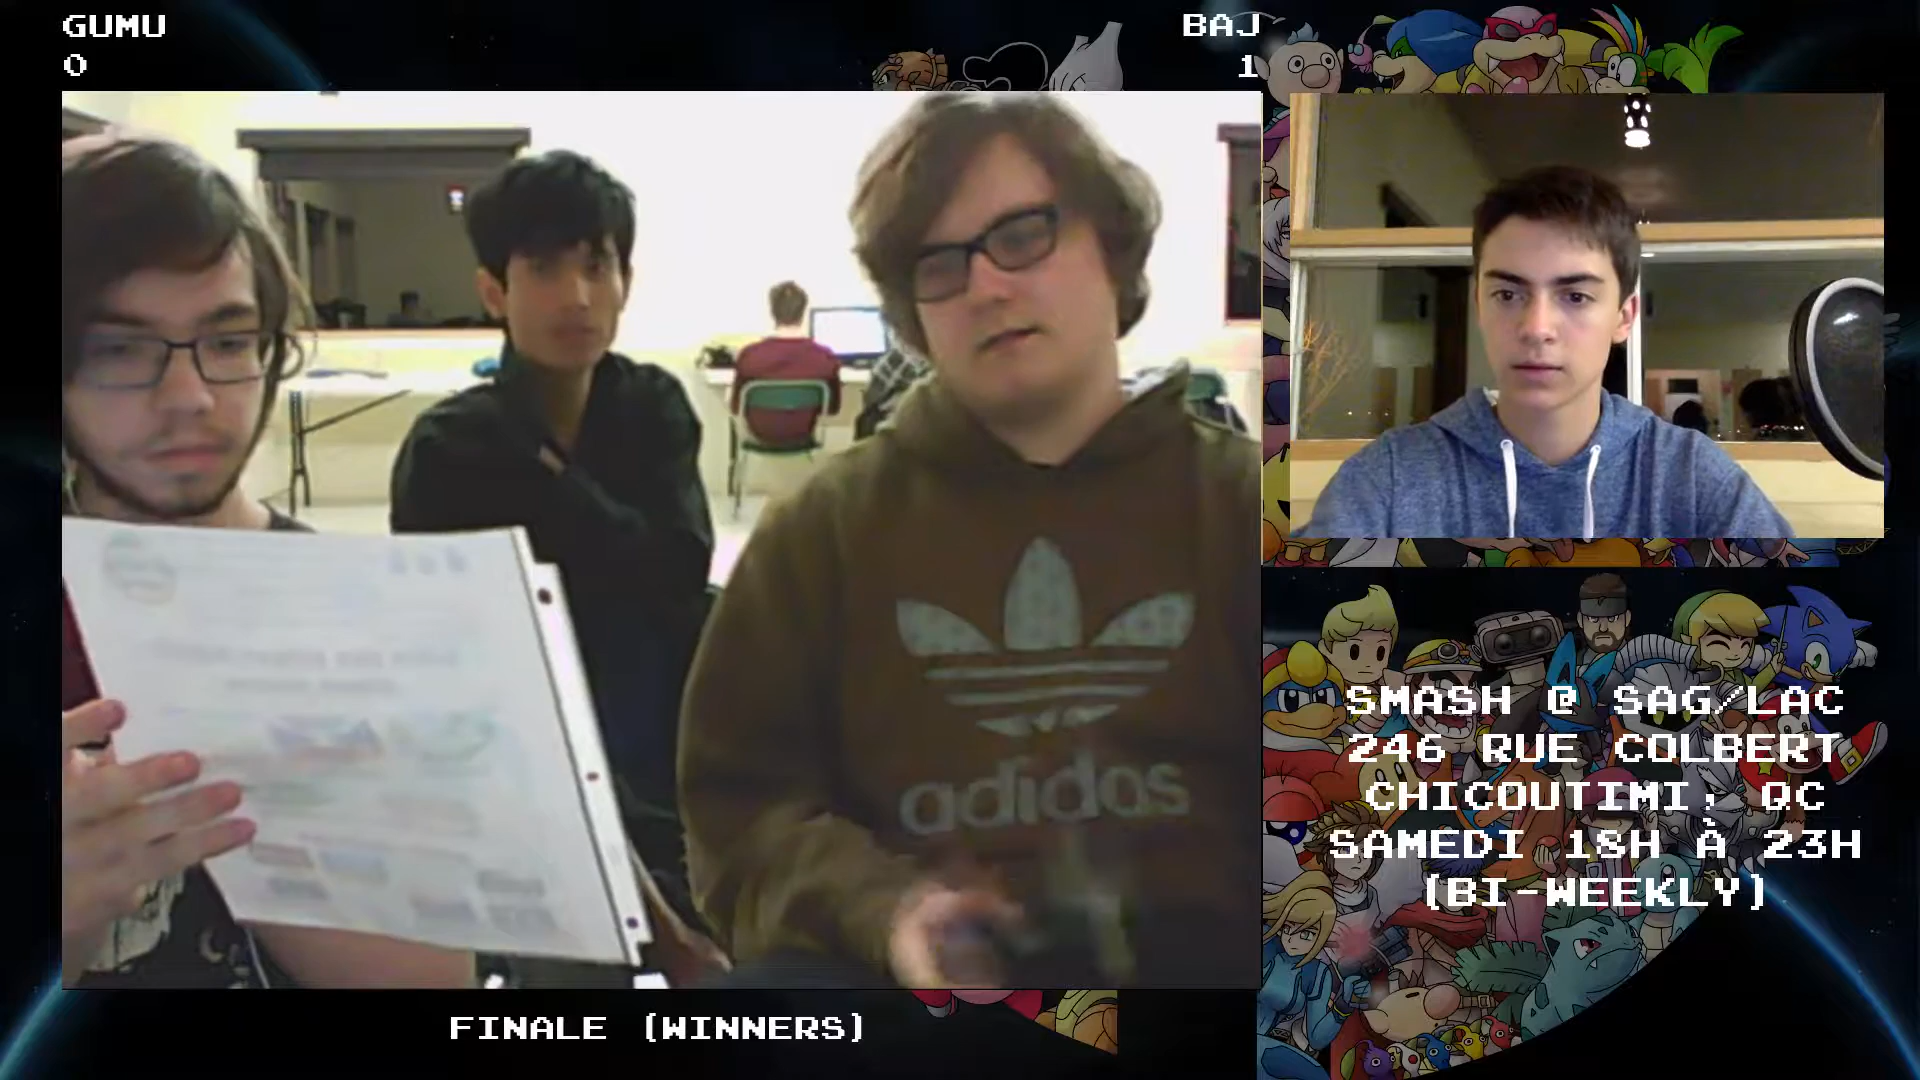 GUMU
0
BAJ
1
adidas
SMASH @ SAG/LAC
246 RUE COLBERT
CHICOUTIMI, QC
SAMEDI 18H À 23H
(BI-WEEKLY)
FINALE (WINNERS)